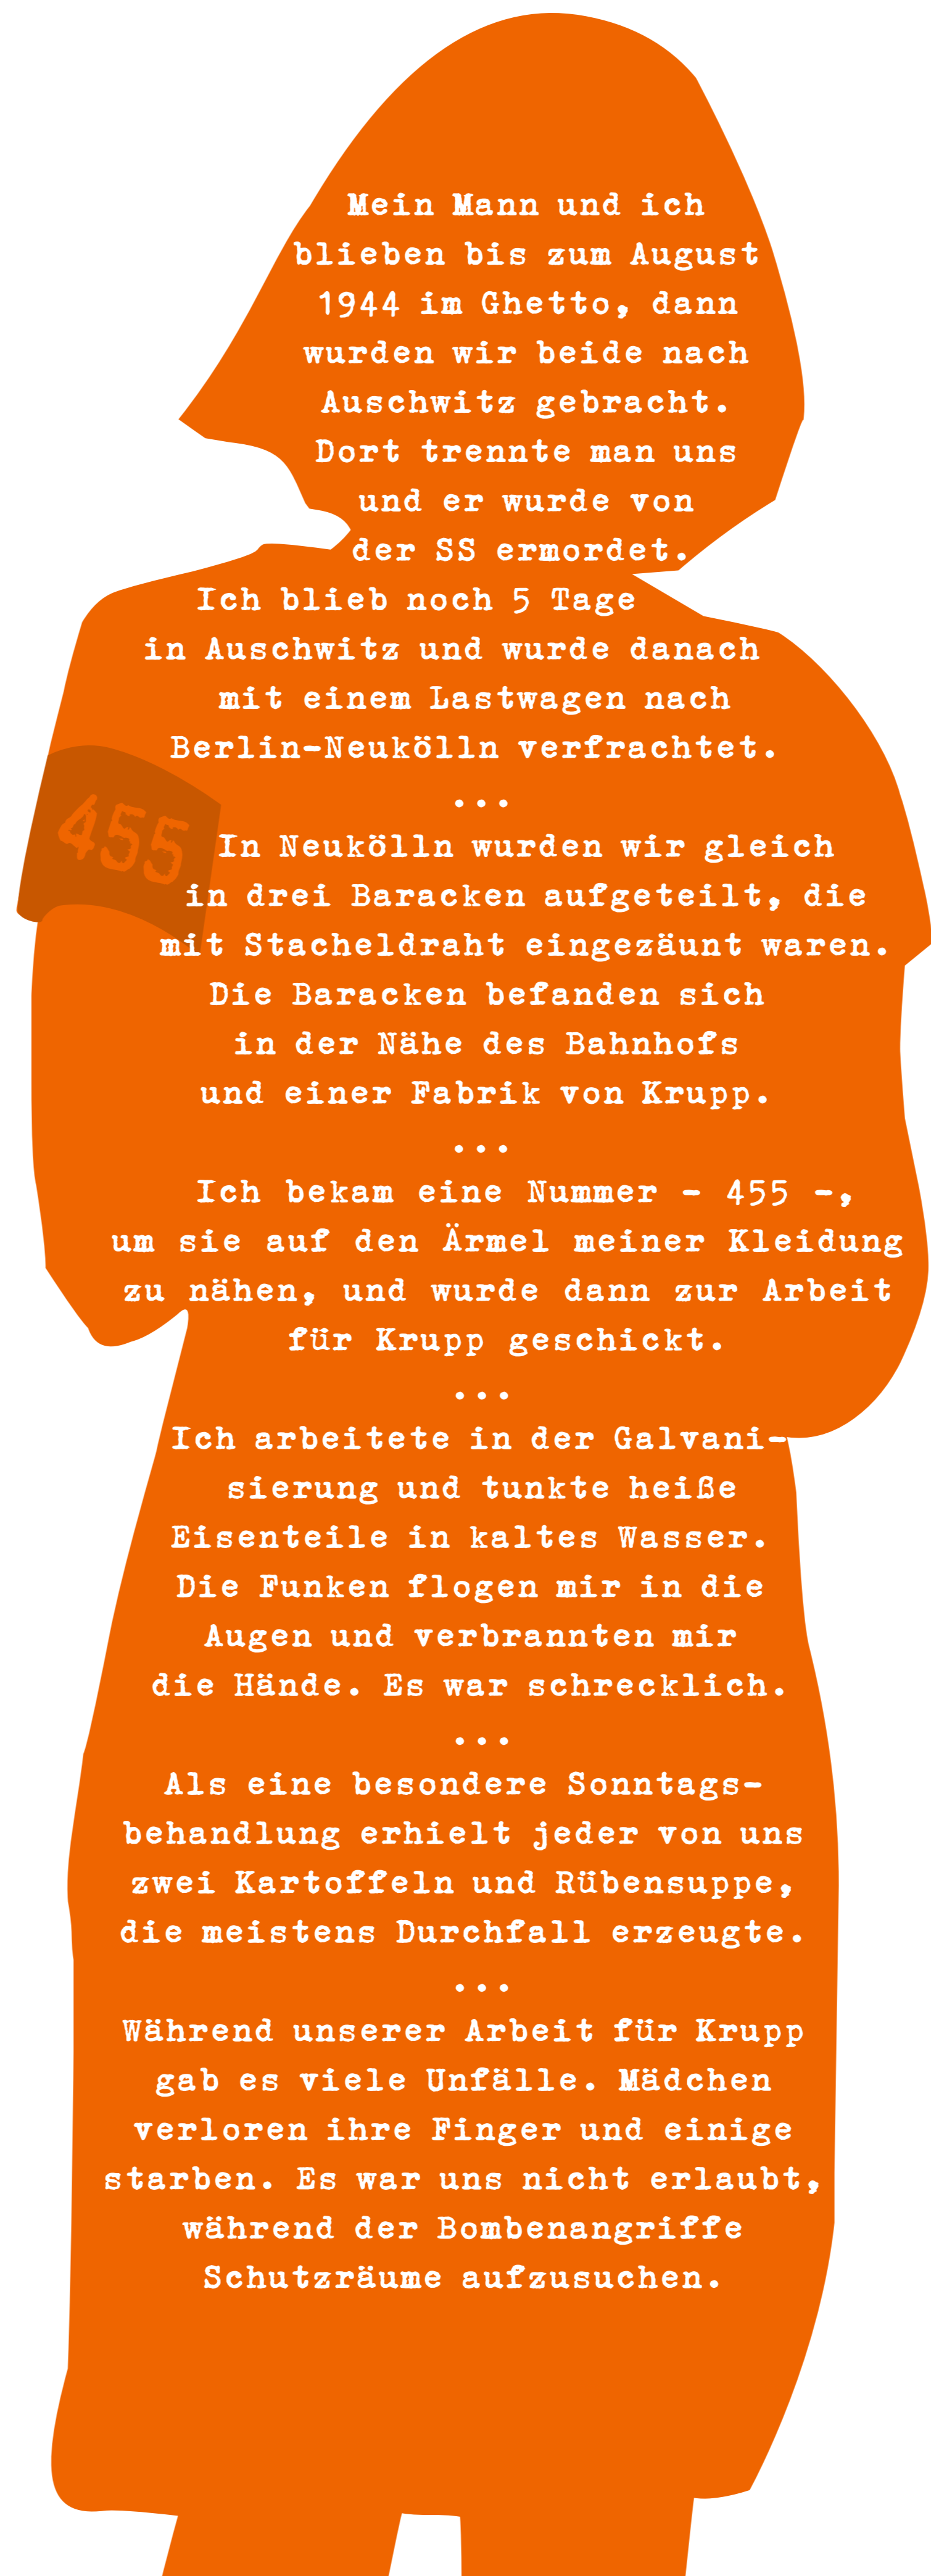 Mein Mann und ich
blieben bis zum August
1944 im Ghetto, dann
wurden wir beide nach
Auschwitz gebracht.
Dort trennte man uns
und er wurde von
der SS ermordet.
Ich blieb noch 5 Tage
in Auschwitz und wurde danach
mit einem Lastwagen nach
Berlin-Neukölln verfrachtet.
...
455
In Neukölln wurden wir gleich
in drei Baracken aufgeteilt, die
mit Stacheldraht eingezäunt waren.
Die Baracken befanden sich
in der Nähe des Bahnhofs
und einer Fabrik von Krupp.
...
Ich bekam eine Nummer - 455 -,
um sie auf den Ärmel meiner Kleidung
zu nähen, und wurde dann zur Arbeit
für Krupp geschickt.
...
Ich arbeitete in der Galvani-
sierung und tunkte heiße
Eisenteile in kaltes Wasser.
Die Funken flogen mir in die
Augen und verbrannten mir
die Hände. Es war schrecklich.
...
Als eine besondere Sonntags-
behandlung erhielt jeder von uns
zwei Kartoffeln und Rübensuppe,
die meistens Durchfall erzeugte.
...
Während unserer Arbeit für Krupp
gab es viele Unfälle. Mädchen
verloren ihre Finger und einige
starben. Es war uns nicht erlaubt,
während der Bombenangriffe
Schutzräume aufzusuchen.